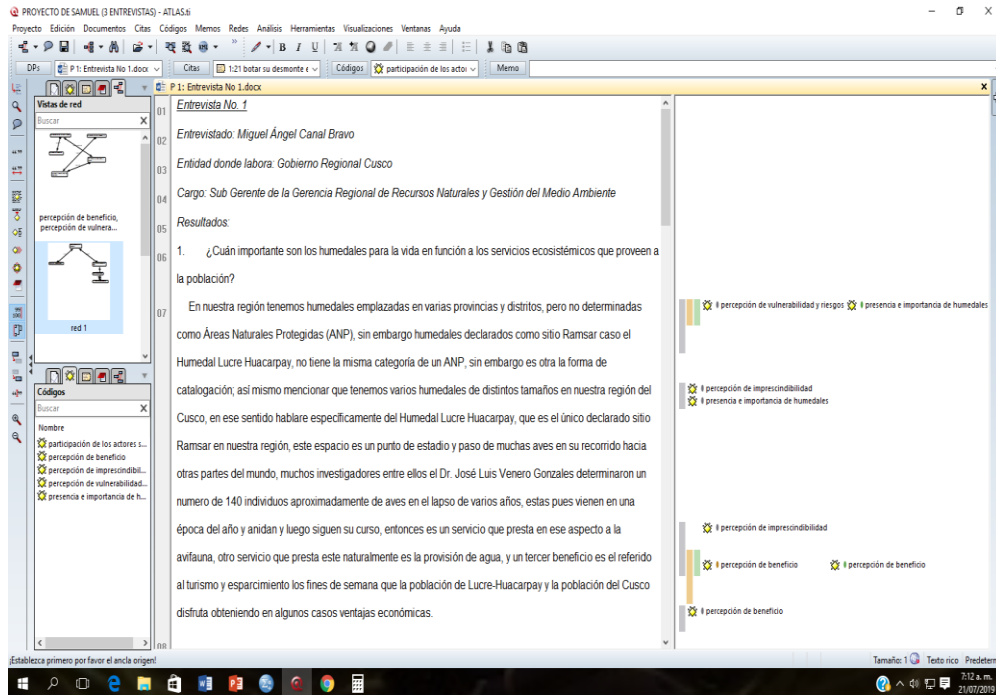 PROYECTO DE SAMUEL (3 ENTREVISTAS) - ATLAS.ti
Proyecto Edición Documentos Citas Códigos Memos Redes Análisis Herramientas Visualizaciones Ventanas Ayuda
B I U
DPs P 1: Entrevista No 1.docx Citas 1:21 botar su desmonte e Códigos participación de los actor Memo
P 1: Entrevista No 1.docx
Vistas de red
Buscar
percepción de beneficio,
percepción de vulnera...
red 1
Códigos
Buscar
Nombre
participación de los actores s...
percepción de beneficio
percepción de imprescindibil...
percepción de vulnerabilidad...
presencia e importancia de h...
01 Entrevista No. 1
02 Entrevistado: Miguel Ángel Canal Bravo
03 Entidad donde labora: Gobierno Regional Cusco
04 Cargo: Sub Gerente de la Gerencia Regional de Recursos Naturales y Gestión del Medio Ambiente
05 Resultados:
06 1. ¿Cuán importante son los humedales para la vida en función a los servicios ecosistémicos que proveen a
la población?
07 En nuestra región tenemos humedales emplazadas en varias provincias y distritos, pero no determinadas
como Áreas Naturales Protegidas (ANP), sin embargo humedales declarados como sitio Ramsar caso el
Humedal Lucre Huacarpay, no tiene la misma categoría de un ANP, sin embargo es otra la forma de
catalogación; así mismo mencionar que tenemos varios humedales de distintos tamaños en nuestra región del
Cusco, en ese sentido hablare específicamente del Humedal Lucre Huacarpay, que es el único declarado sitio
Ramsar en nuestra región, este espacio es un punto de estadio y paso de muchas aves en su recorrido hacia
otras partes del mundo, muchos investigadores entre ellos el Dr. José Luis Venero Gonzales determinaron un
numero de 140 individuos aproximadamente de aves en el lapso de varios años, estas pues vienen en una
época del año y anidan y luego siguen su curso, entonces es un servicio que presta en ese aspecto a la
avifauna, otro servicio que presta este naturalmente es la provisión de agua, y un tercer beneficio es el referido
al turismo y esparcimiento los fines de semana que la población de Lucre-Huacarpay y la población del Cusco
disfruta obteniendo en algunos casos ventajas económicas.
08
percepción de vulnerabilidad y riesgos presencia e importancia de humedales
percepción de imprescindibilidad
presencia e importancia de humedales
percepción de imprescindibilidad
percepción de beneficio percepción de beneficio
percepción de beneficio
¡Establezca primero por favor el ancla origen!
Tamaño: 1 Texto rico Predeterm
7:12 a. m.
21/07/2019